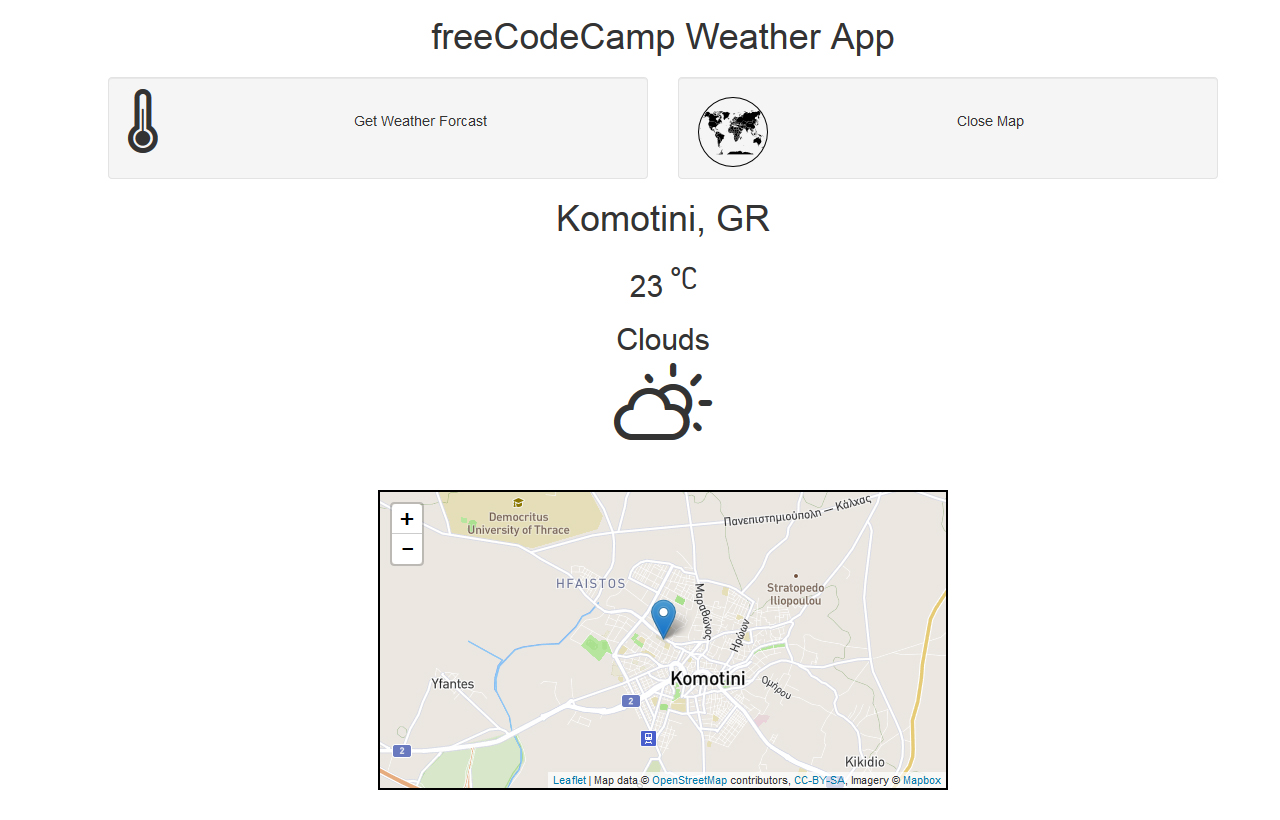 freeCodeCamp Weather App
Get Weather Forcast
Close Map
Komotini, GR
23 °C
Clouds
+
−
Democritus
University of Thrace
Πανεπιστημιούπολη — Κάλχας
HFAISTOS
Μαραθώνος
Stratopedo
Iliopoulou
Ηρώων
Komotini
Ομήρου
Yfantes
2
2
Kikidio
Leaflet | Map data © OpenStreetMap contributors, CC-BY-SA, Imagery © Mapbox